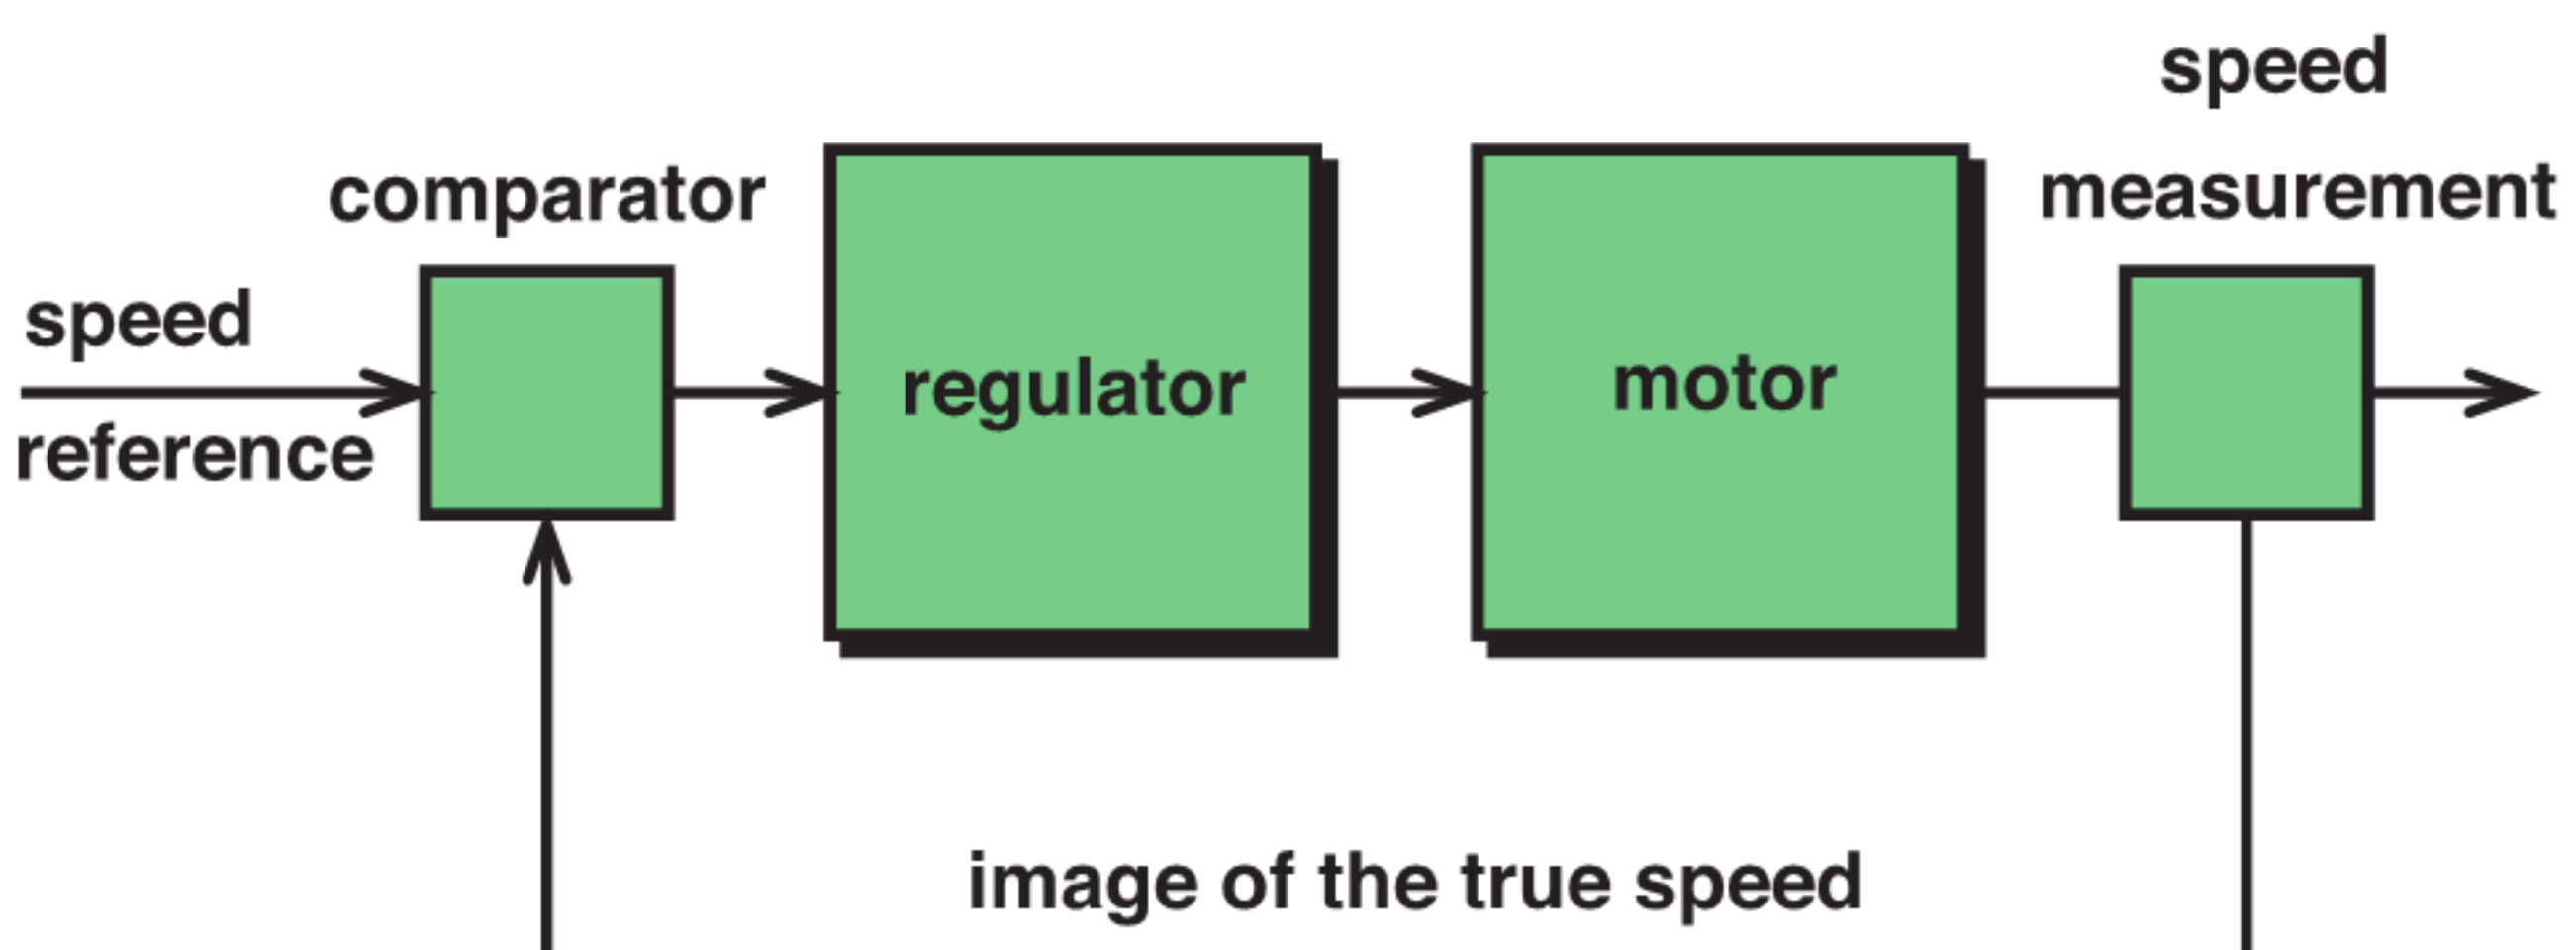 speed
measurement
comparator
speed
reference
regulator
motor
image of the true speed